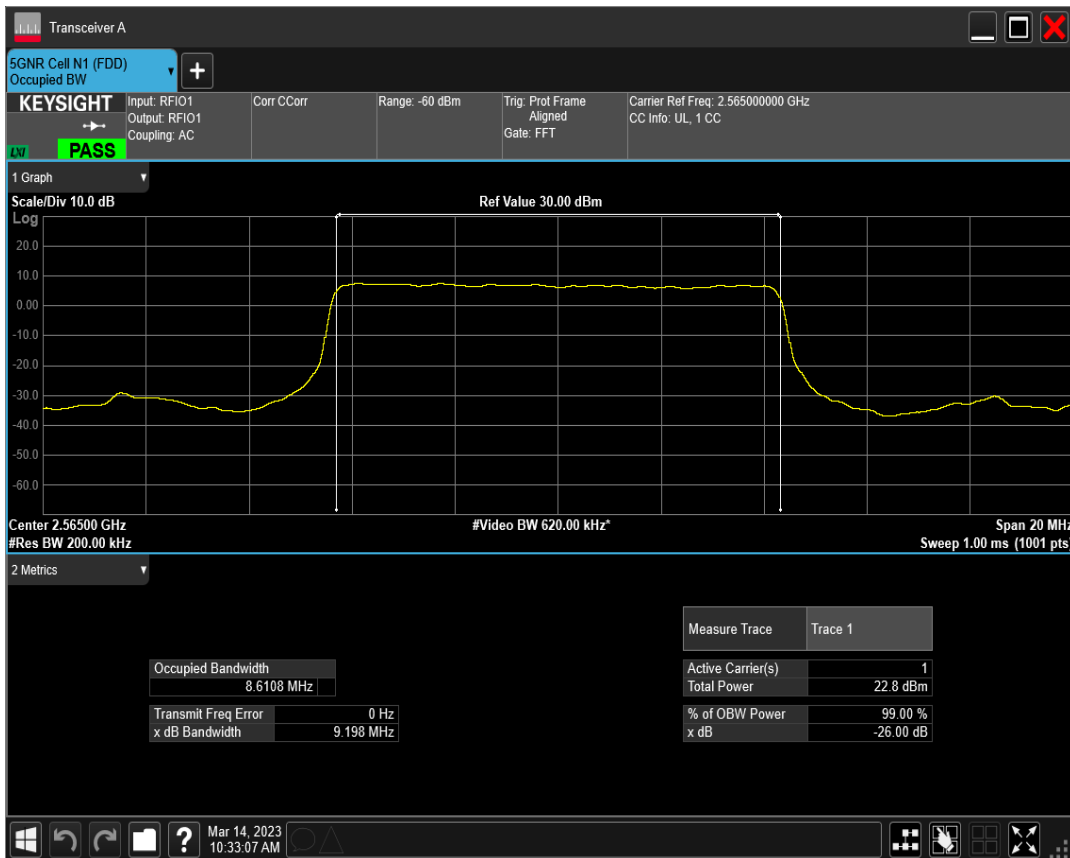 Transceiver A
5GNR Cell N1 (FDD)
Occupied BW
+
KEYSIGHT
LXI
PASS
Input: RFIO1
Output: RFIO1
Coupling: AC
Corr CCorr
Range: -60 dBm
Trig: Prot Frame
Aligned
Gate: FFT
Carrier Ref Freq: 2.565000000 GHz
CC Info: UL, 1 CC
1 Graph
Scale/Div 10.0 dB
Ref Value 30.00 dBm
Log
20.0
10.0
0.00
-10.0
-20.0
-30.0
-40.0
-50.0
-60.0
Center 2.56500 GHz
#Video BW 620.00 kHz*
Span 20 MHz
#Res BW 200.00 kHz
Sweep 1.00 ms (1001 pts)
2 Metrics
Measure Trace Trace 1
Occupied Bandwidth
8.6108 MHz
Active Carrier(s) 1
Total Power 22.8 dBm
Transmit Freq Error 0 Hz
x dB Bandwidth 9.198 MHz
% of OBW Power 99.00 %
x dB -26.00 dB
?
Mar 14, 2023
10:33:07 AM